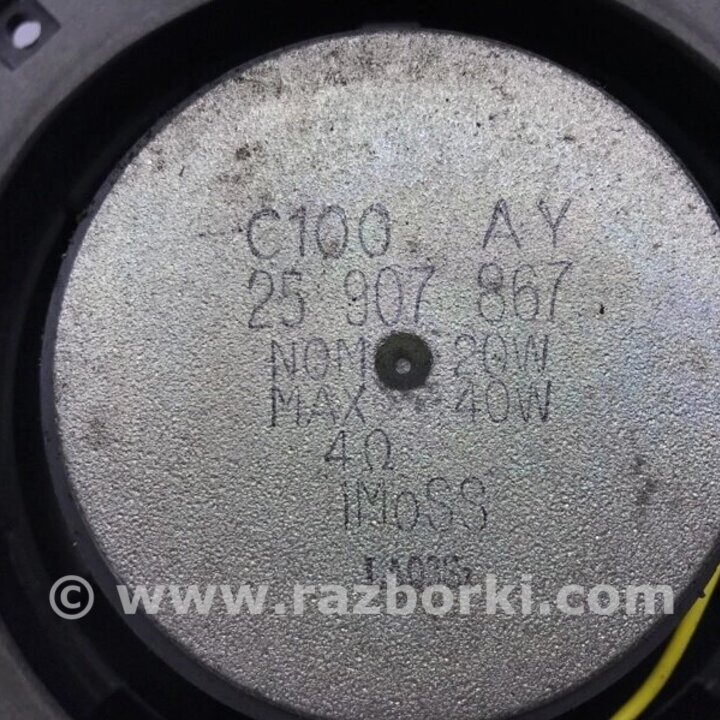 C100 AY
25 907 867
NOM 20W
MAX 40W
4Ω
IMoSS
© www.razborki.com